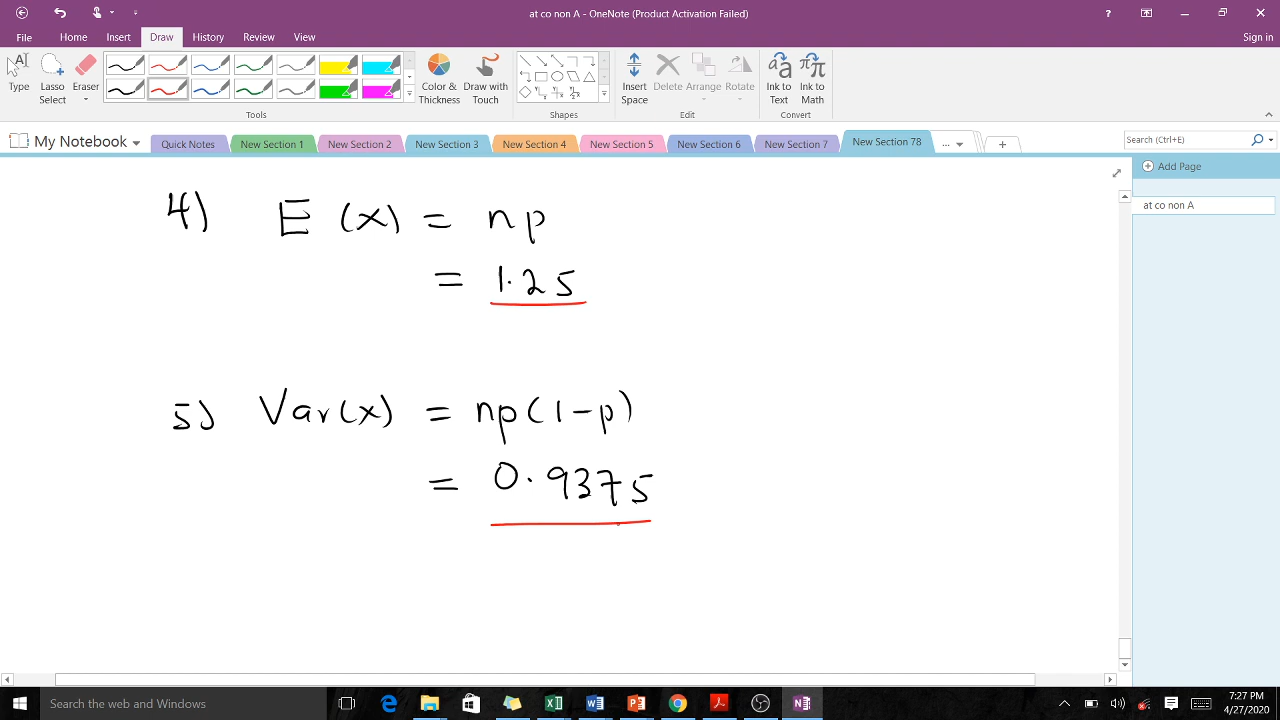 at co non A - OneNote (Product Activation Failed)
File Home Insert Draw History Review View Sign in
Type Lasso Select Eraser Color & Thickness Draw with Touch Insert Space Delete Arrange Rotate Ink to Text Ink to Math
Tools Shapes Edit Convert
My Notebook Quick Notes New Section 1 New Section 2 New Section 3 New Section 4 New Section 5 New Section 6 New Section 7 New Section 78 ... Search (Ctrl+E)
Add Page
at co non A
4) E (x) = np
= 1.25
5) Var(x) = np(1-p)
= 0.9375
Search the web and Windows
7:27 PM
4/27/2020